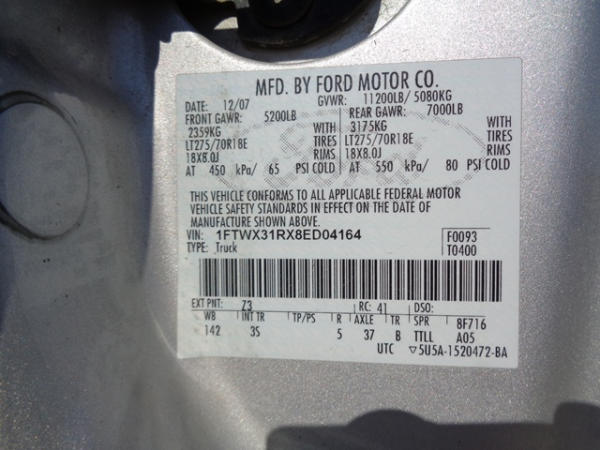 MFD. BY FORD MOTOR CO.
DATE: 12/07 GVWR: 11200LB/ 5080KG
FRONT GAWR: 5200LB REAR GAWR: 7000LB
2359KG WITH 3175KG WITH
LT275/70R18E TIRES LT275/70R18E TIRES
18X8.0J RIMS 18X8.0J RIMS
AT 450 kPa/ 65 PSI COLD AT 550 kPa/ 80 PSI COLD
THIS VEHICLE CONFORMS TO ALL APPLICABLE FEDERAL MOTOR
VEHICLE SAFETY STANDARDS IN EFFECT ON THE DATE OF
MANUFACTURE SHOWN ABOVE.
VIN: 1FTWX31RX8ED04164 F0093
TYPE: Truck T0400
EXT PNT: Z3 RC: 41 DSO:
WB INT TR TP/PS R AXLE TR SPR 8F716
142 3S 5 37 B TTLL A05
UTC ▽5U5A-1520472-BA